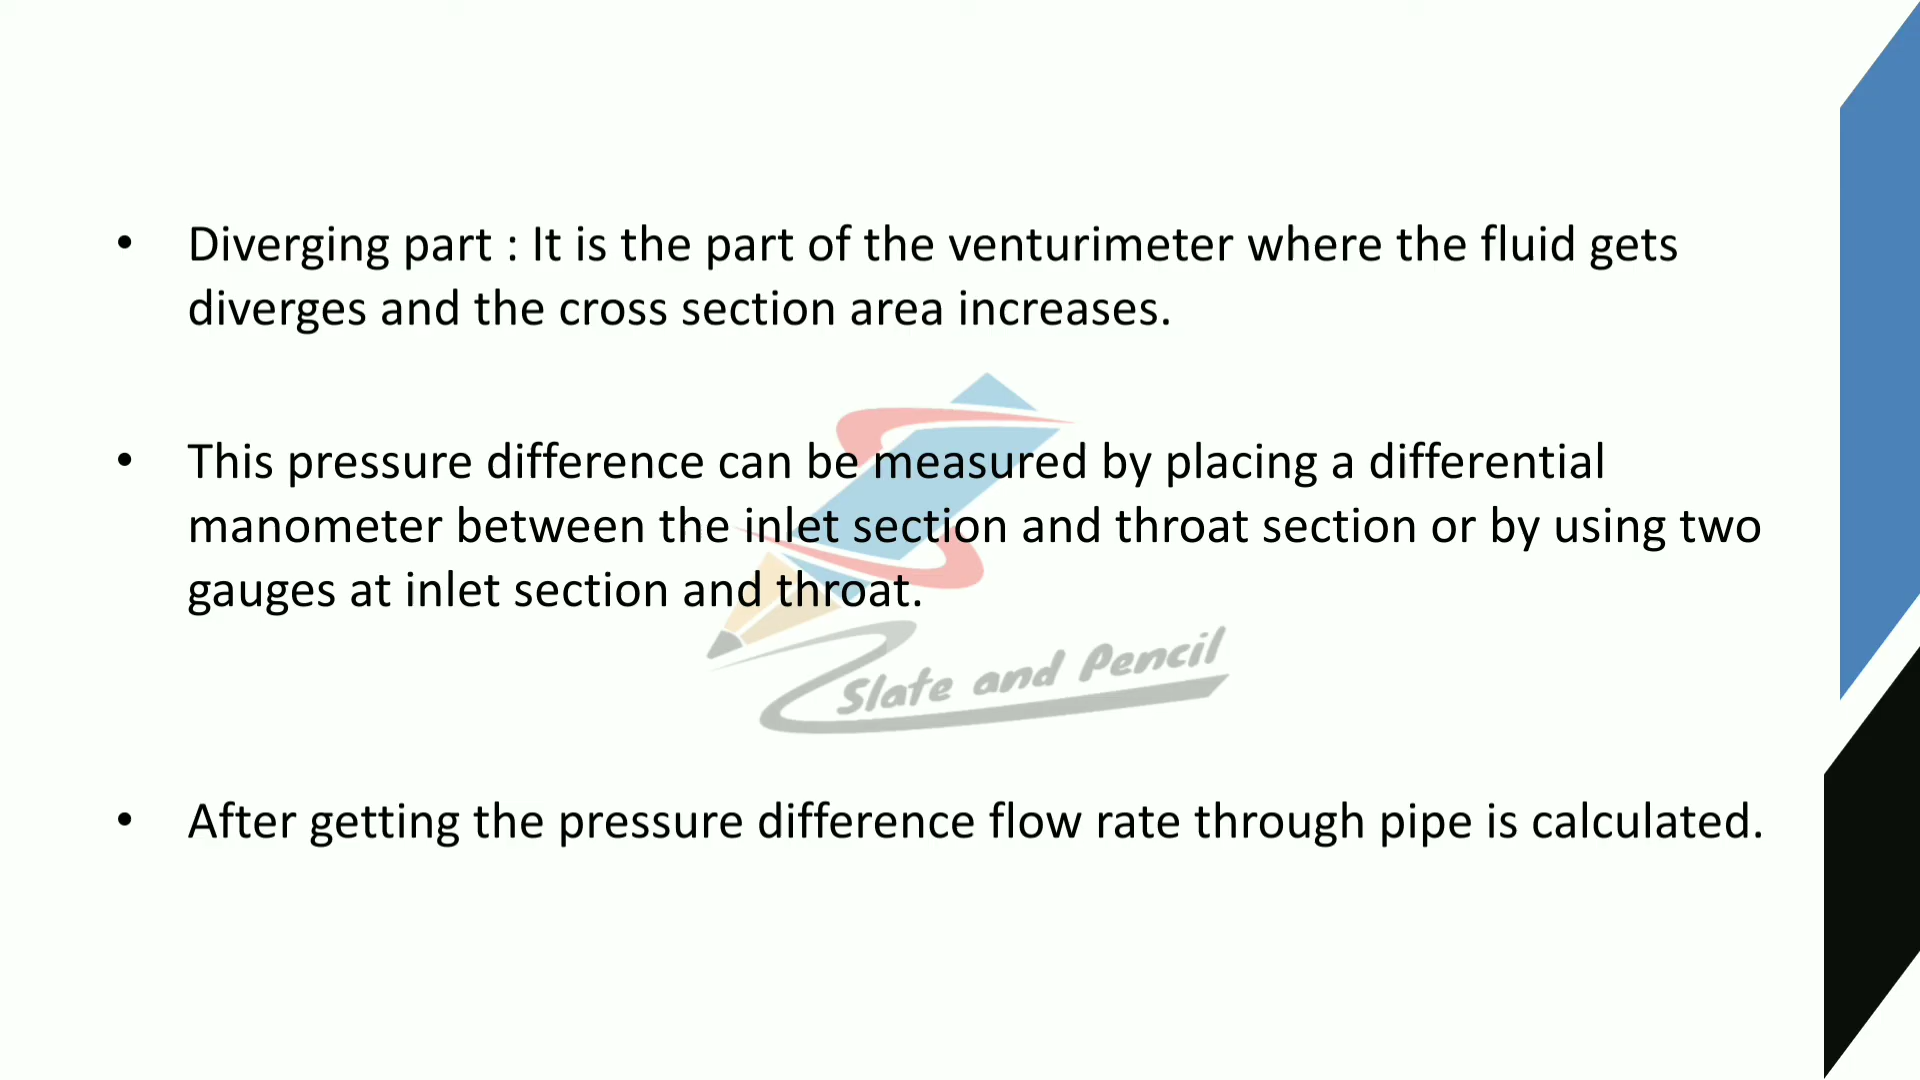 • Diverging part : It is the part of the venturimeter where the fluid gets
diverges and the cross section area increases.
• This pressure difference can be measured by placing a differential
manometer between the inlet section and throat section or by using two
gauges at inlet section and throat.
Slate and Pencil
• After getting the pressure difference flow rate through pipe is calculated.